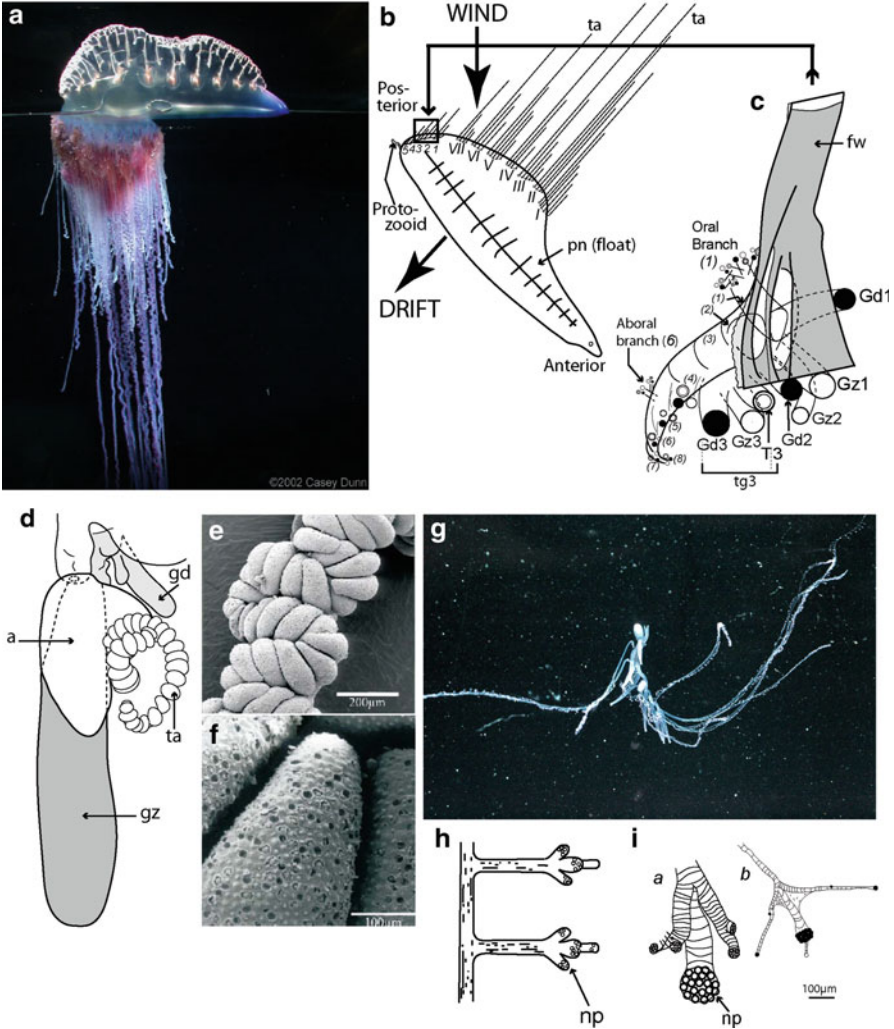 a
©2002 Casey Dunn
b
WIND
ta
ta
Posterior
5 4 3 2 1
VII VI V IV III II I
Proto-
zooid
pn (float)
DRIFT
Anterior
c
fw
Oral
Branch
(1)
(1)
(2)
(3)
Gd1
Aboral
branch (6)
(4)
(5)
(6)
(7)
(8)
Gz1
Gz2
Gd2
T3
Gz3
Gd3
tg3
d
gd
a
ta
gz
e
200µm
f
100µm
g
h
np
i
a
b
100µm
np